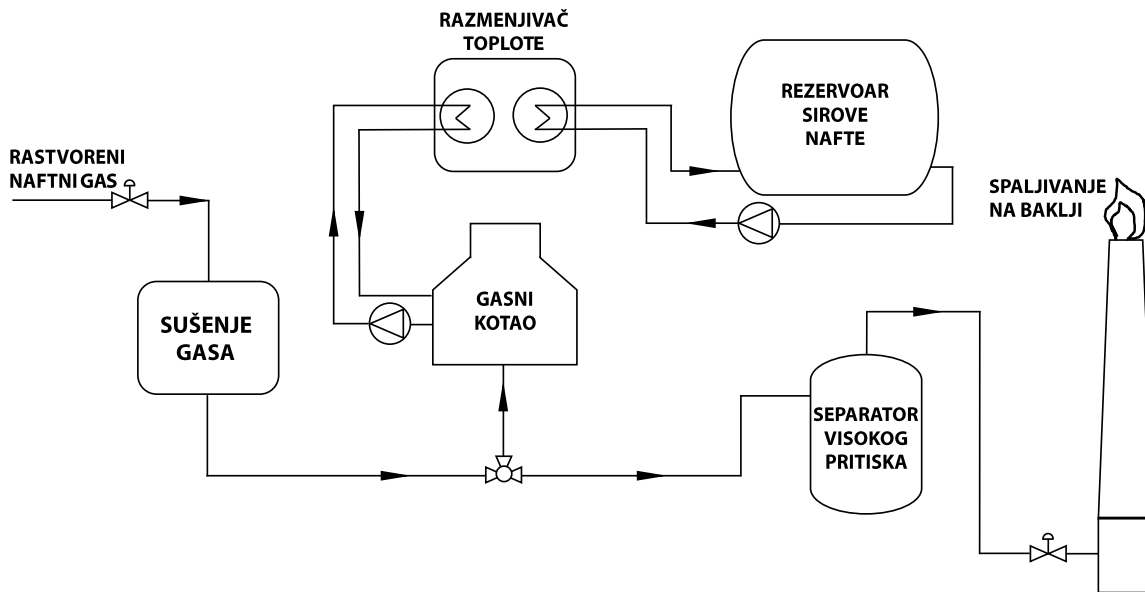 RAZMENJIVAČ
TOPLOTE
REZERVOAR
SIROVE
NAFTE
RASTVORENI
NAFTNI GAS
SPALJIVANJE
NA BAKLJI
GASNI
KOTAO
SUŠENJE
GASA
SEPARATOR
VISOKOG
PRITISKA